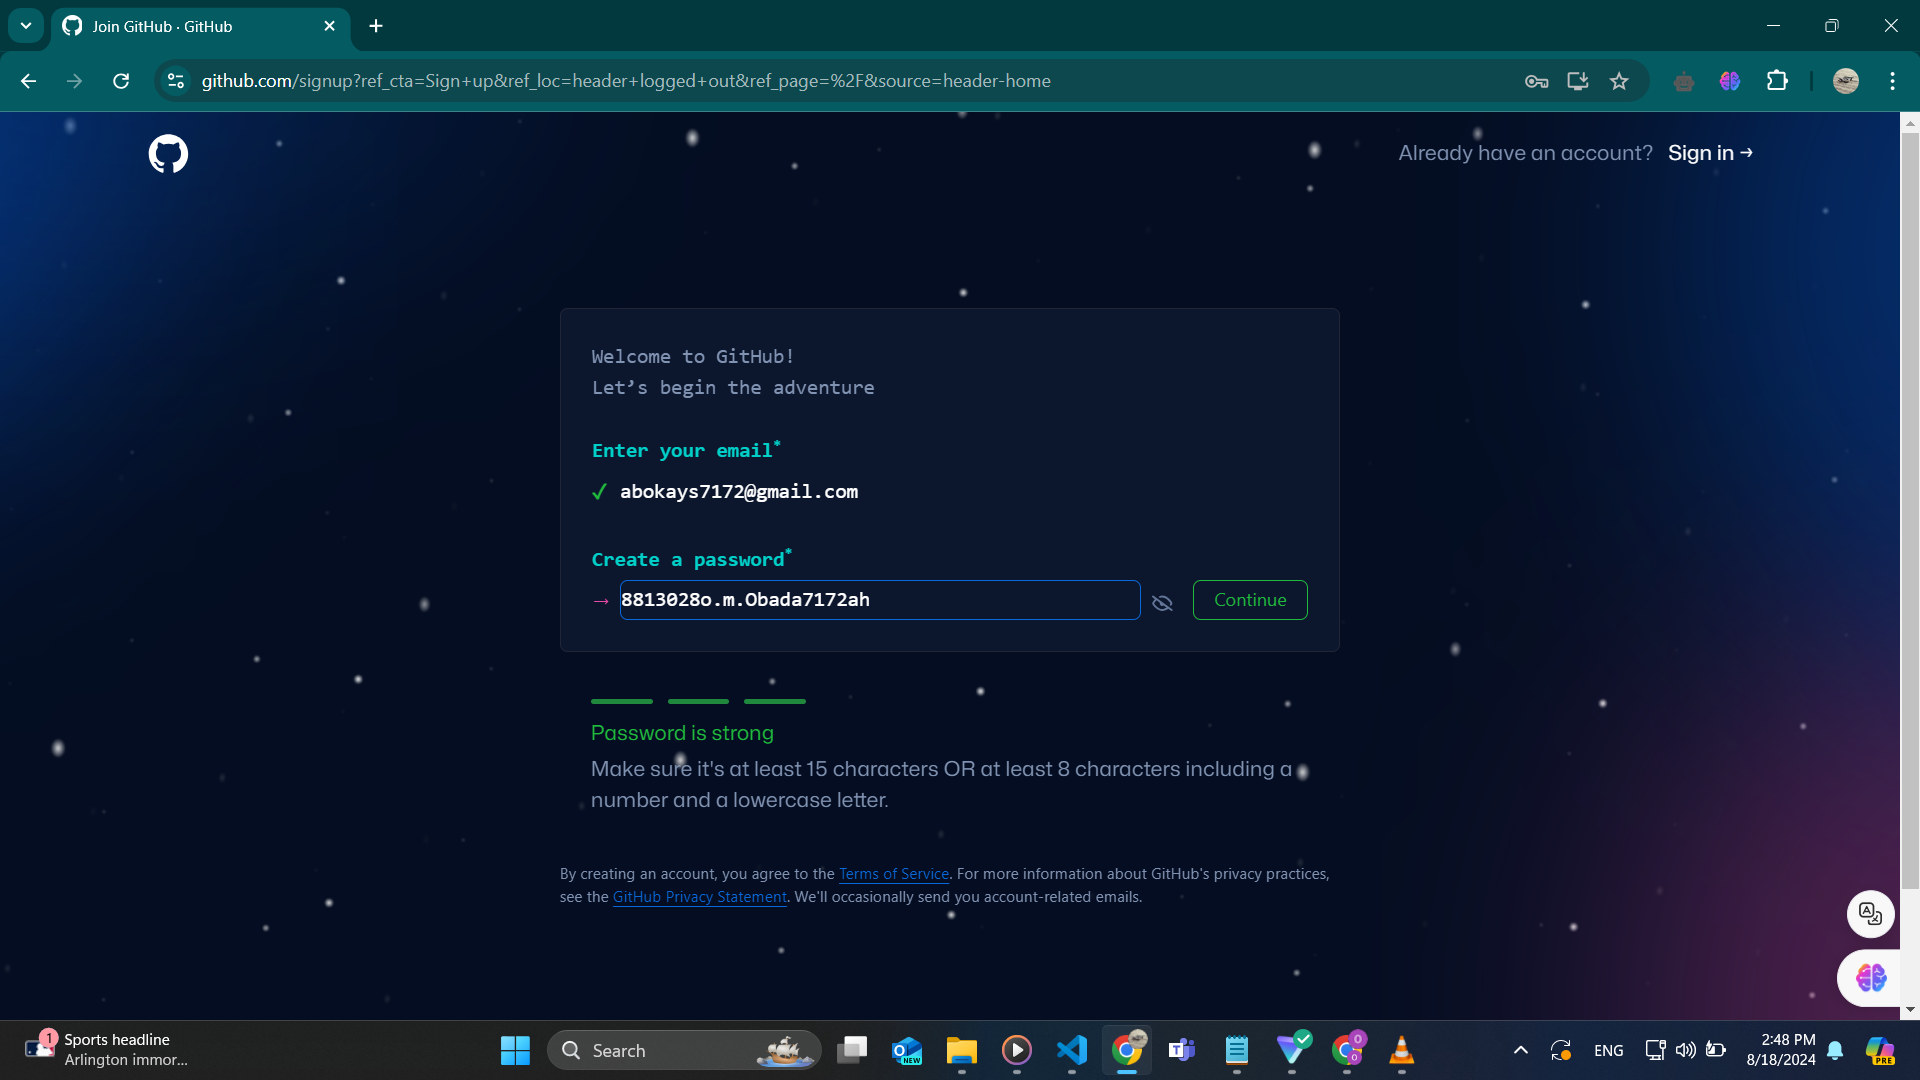 Join GitHub · GitHub
github.com/signup?ref_cta=Sign+up&ref_loc=header+logged+out&ref_page=%2F&source=header-home
Already have an account? Sign in →
Welcome to GitHub!
Let’s begin the adventure
Enter your email*
✓ abokays7172@gmail.com
Create a password*
→ 8813028o.m.Obada7172ah
Continue
Password is strong
Make sure it's at least 15 characters OR at least 8 characters including a
number and a lowercase letter.
By creating an account, you agree to the Terms of Service. For more information about GitHub's privacy practices,
see the GitHub Privacy Statement. We'll occasionally send you account-related emails.
1
Sports headline
Arlington immor...
Search
NEW
0
0
ENG
2:48 PM
8/18/2024
PRE